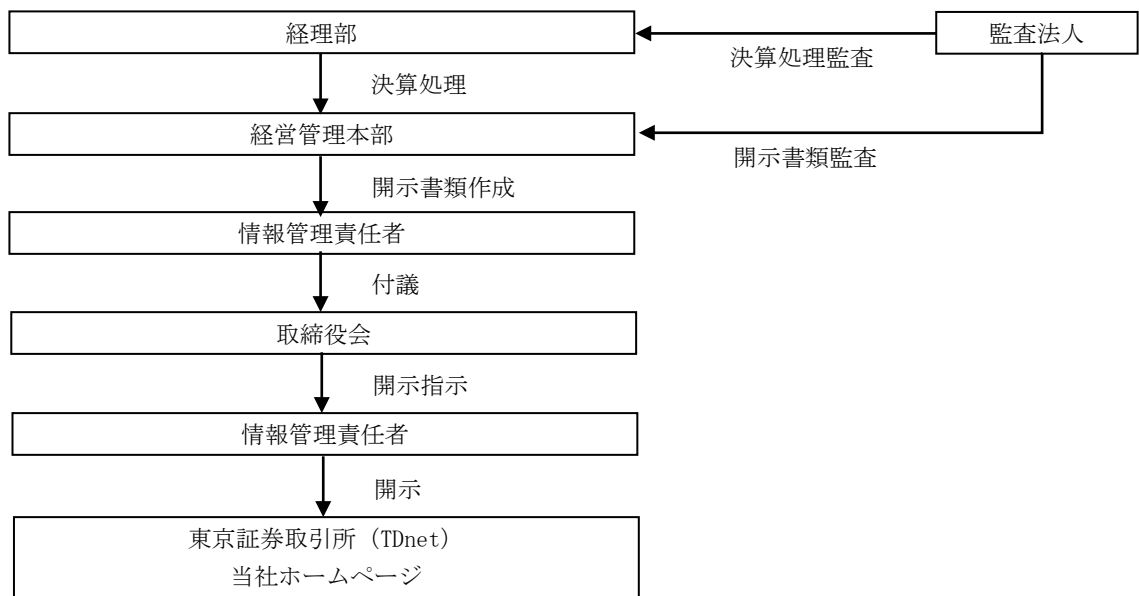 経理部
監査法人
決算処理監査
決算処理
経営管理本部
開示書類監査
開示書類作成
情報管理責任者
付議
取締役会
開示指示
情報管理責任者
開示
東京証券取引所（TDnet）
当社ホームページ